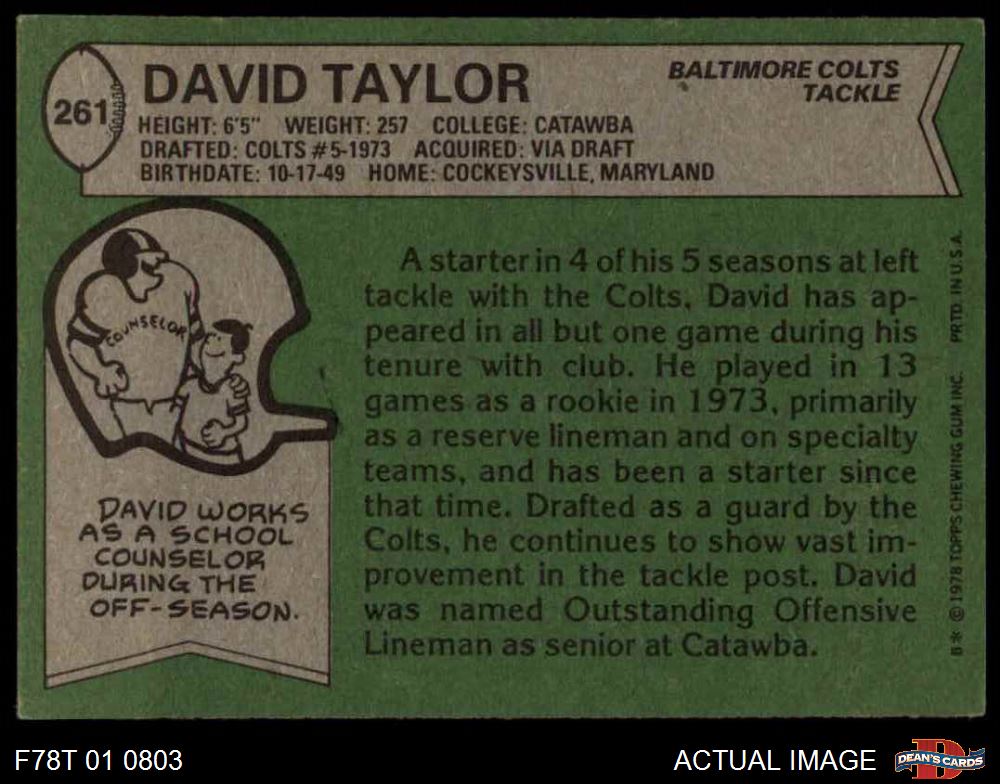 261
DAVID TAYLOR
BALTIMORE COLTS
TACKLE
HEIGHT: 6'5" WEIGHT: 257 COLLEGE: CATAWBA
DRAFTED: COLTS #5-1973 ACQUIRED: VIA DRAFT
BIRTHDATE: 10-17-49 HOME: COCKEYSVILLE, MARYLAND
COUNSELOR
DAVID WORKS
AS A SCHOOL
COUNSELOR
DURING THE
OFF-SEASON.
A starter in 4 of his 5 seasons at left
tackle with the Colts, David has ap-
peared in all but one game during his
tenure with club. He played in 13
games as a rookie in 1973, primarily
as a reserve lineman and on specialty
teams, and has been a starter since
that time. Drafted as a guard by the
Colts, he continues to show vast im-
provement in the tackle post. David
was named Outstanding Offensive
Lineman as senior at Catawba.
B* © 1978 TOPPS CHEWING GUM INC. PRTD. IN U.S.A.
F78T 01 0803
ACTUAL IMAGE
DEAN'S CARDS